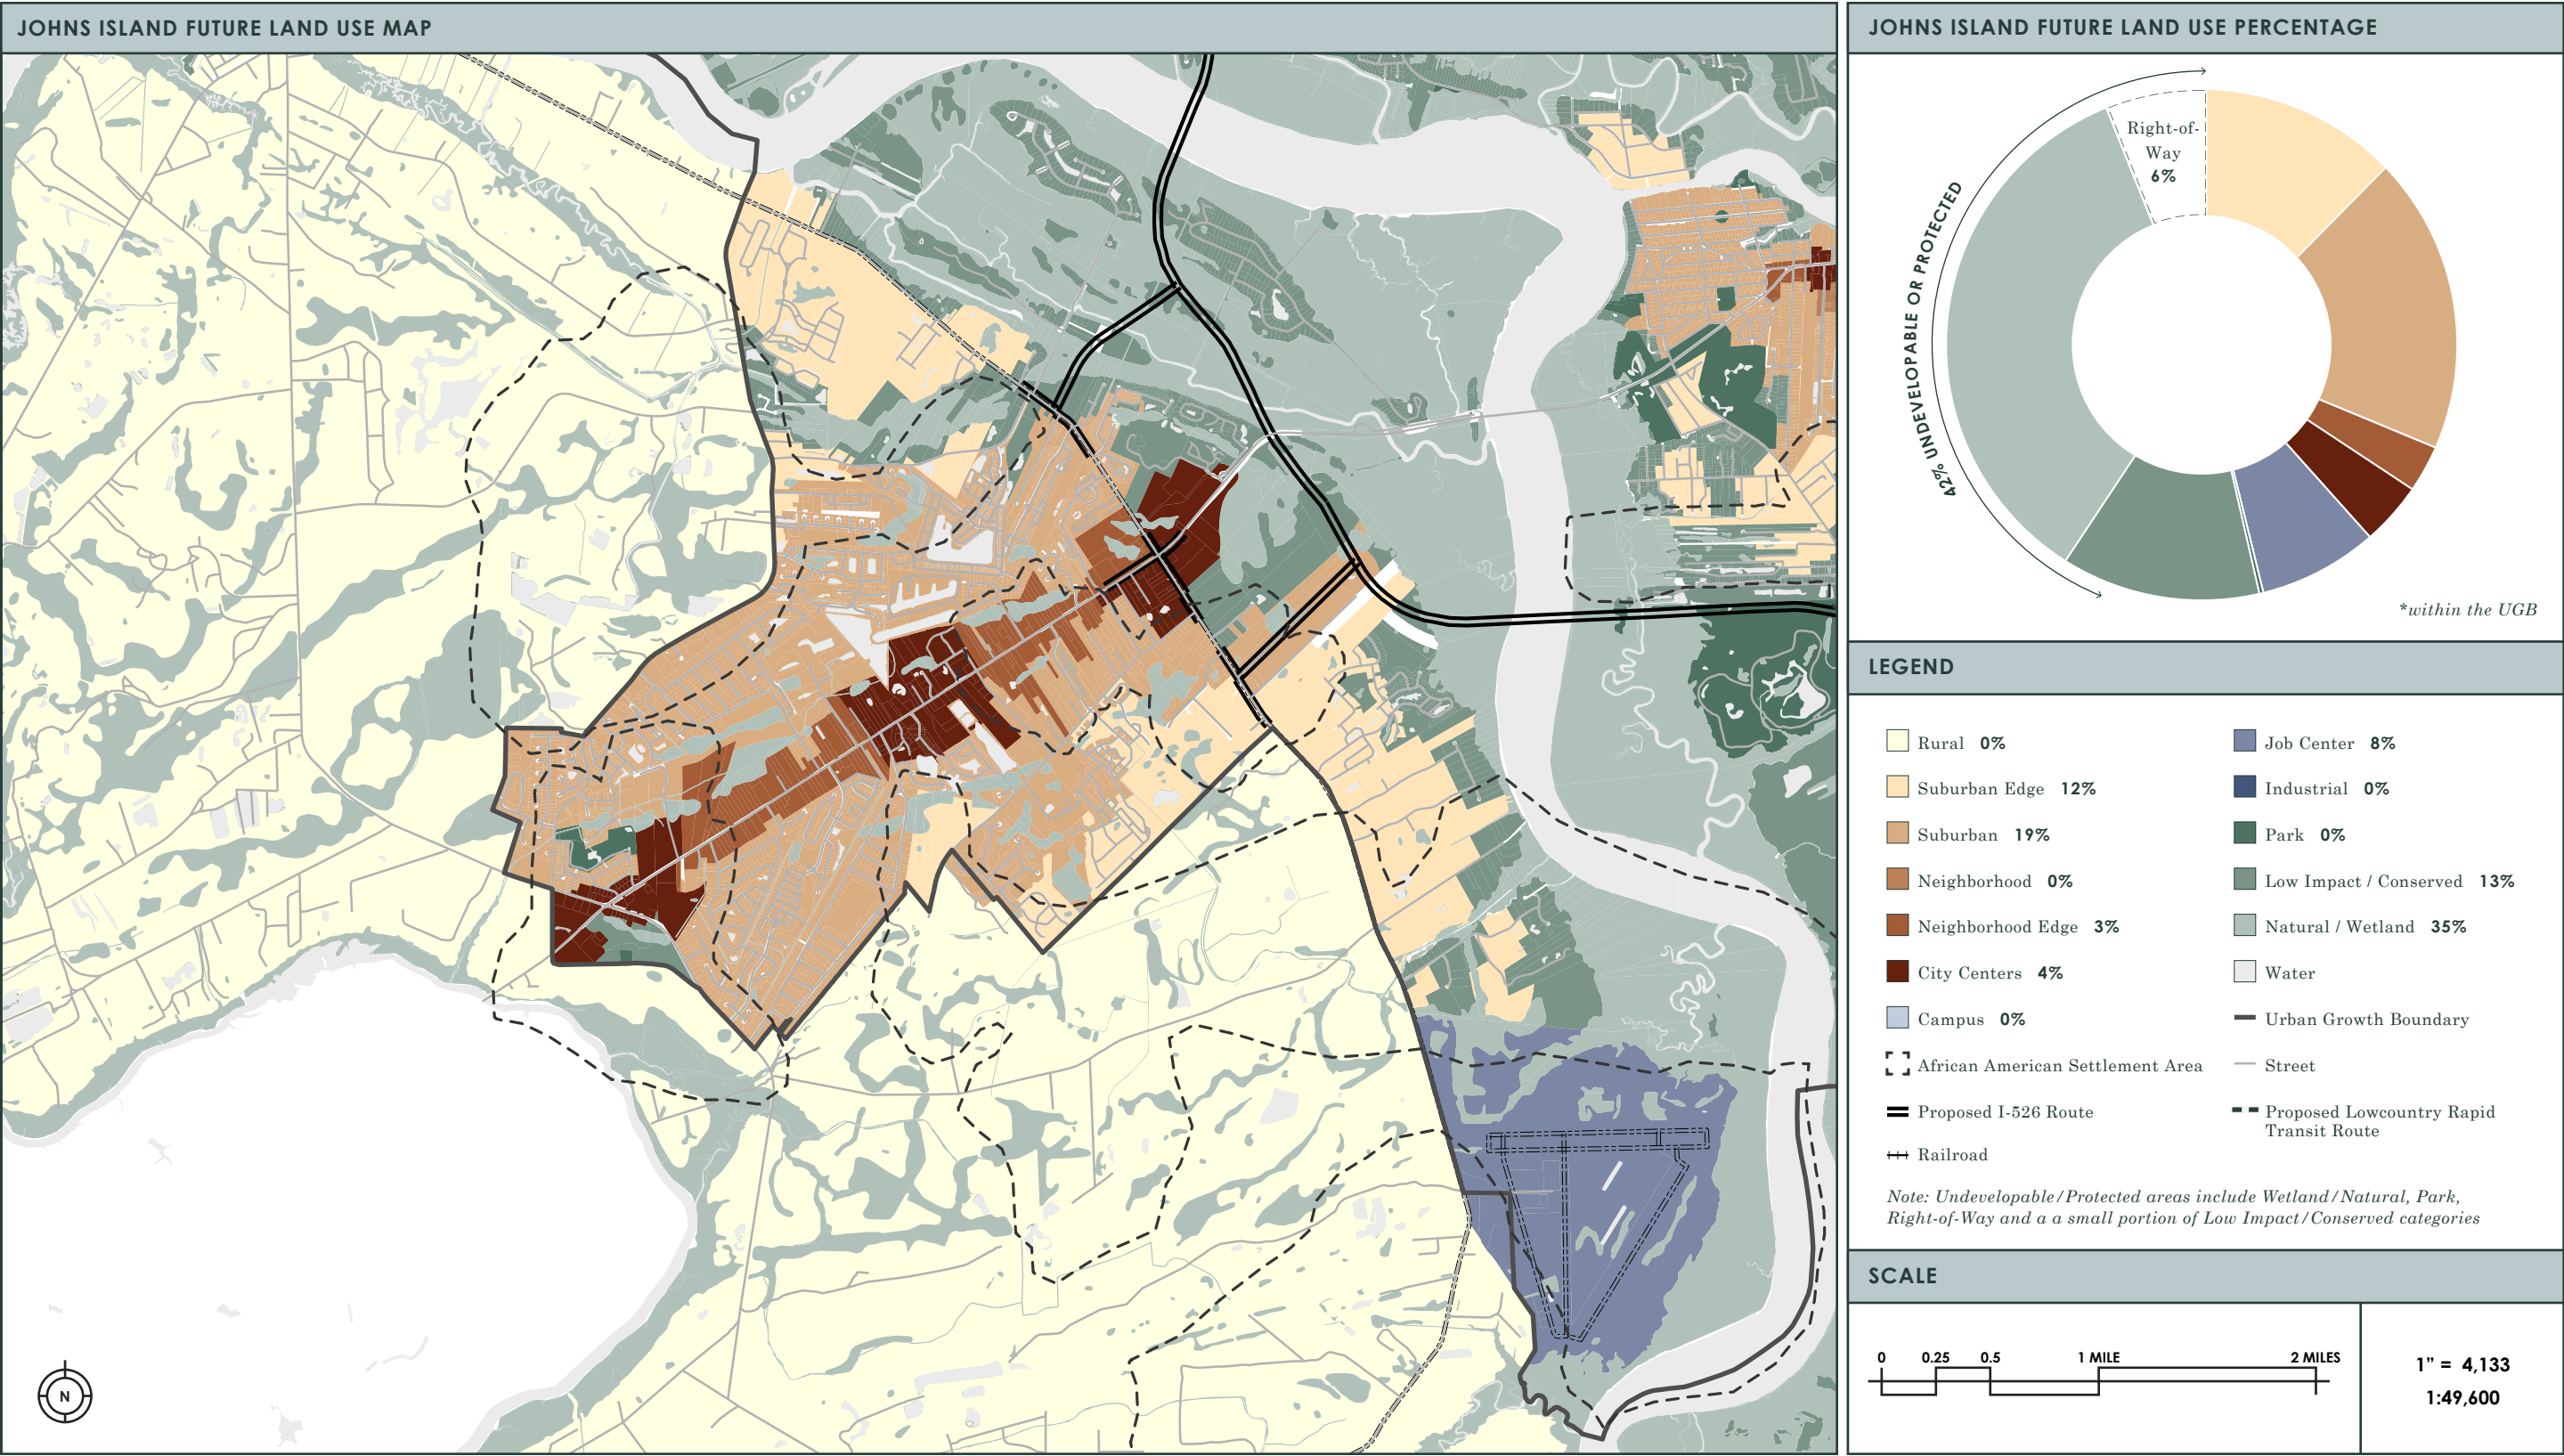 JOHNS ISLAND FUTURE LAND USE MAP
N
JOHNS ISLAND FUTURE LAND USE PERCENTAGE
42% UNDEVELOPABLE OR PROTECTED
Right-of-
Way
6%
*within the UGB
LEGEND
Rural 0%
Suburban Edge 12%
Suburban 19%
Neighborhood 0%
Neighborhood Edge 3%
City Centers 4%
Campus 0%
African American Settlement Area
Proposed I-526 Route
Railroad
Job Center 8%
Industrial 0%
Park 0%
Low Impact / Conserved 13%
Natural / Wetland 35%
Water
Urban Growth Boundary
Street
Proposed Lowcountry Rapid
Transit Route
Note: Undevelopable/Protected areas include Wetland/Natural, Park,
Right-of-Way and a a small portion of Low Impact/Conserved categories
SCALE
0 0.25 0.5 1 MILE 2 MILES
1” = 4,133
1:49,600